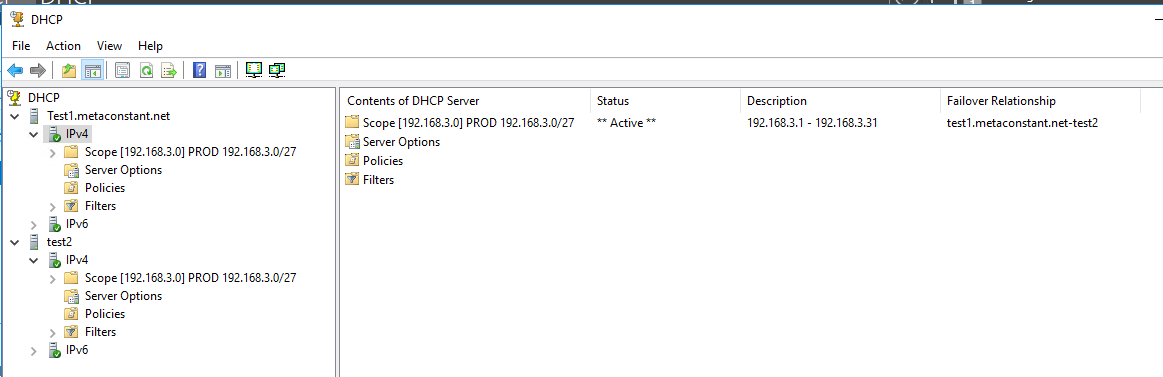 DHCP
File Action View Help
DHCP
Test1.metaconstant.net
IPv4
Scope [192.168.3.0] PROD 192.168.3.0/27
Server Options
Policies
Filters
IPv6
test2
IPv4
Scope [192.168.3.0] PROD 192.168.3.0/27
Server Options
Policies
Filters
IPv6
Contents of DHCP Server Status Description Failover Relationship
Scope [192.168.3.0] PROD 192.168.3.0/27 ** Active ** 192.168.3.1 - 192.168.3.31 test1.metaconstant.net-test2
Server Options
Policies
Filters